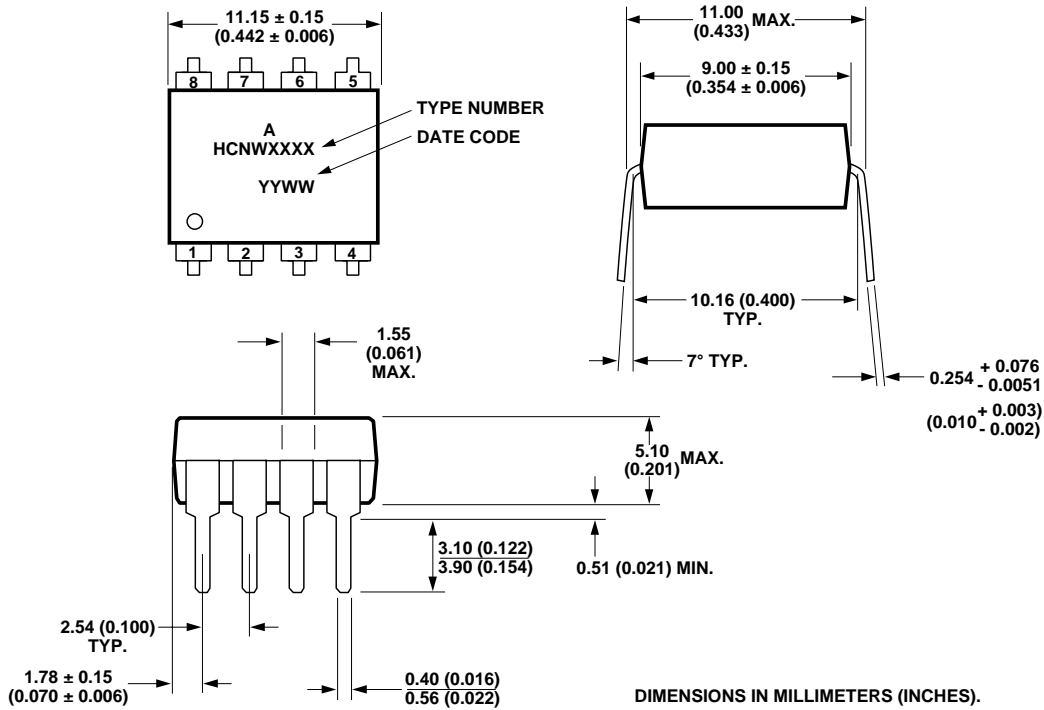 11.15 ± 0.15
(0.442 ± 0.006)
8 7 6 5
A
HCNWXXXX
YYWW
1 2 3 4
TYPE NUMBER
DATE CODE
11.00
(0.433) MAX.
9.00 ± 0.15
(0.354 ± 0.006)
10.16 (0.400)
TYP.
7° TYP.
0.254 + 0.076
- 0.0051
(0.010 + 0.003)
- 0.002)
1.55
(0.061)
MAX.
5.10
(0.201) MAX.
3.10 (0.122)
3.90 (0.154)
0.51 (0.021) MIN.
2.54 (0.100)
TYP.
1.78 ± 0.15
(0.070 ± 0.006)
0.40 (0.016)
0.56 (0.022)
DIMENSIONS IN MILLIMETERS (INCHES).